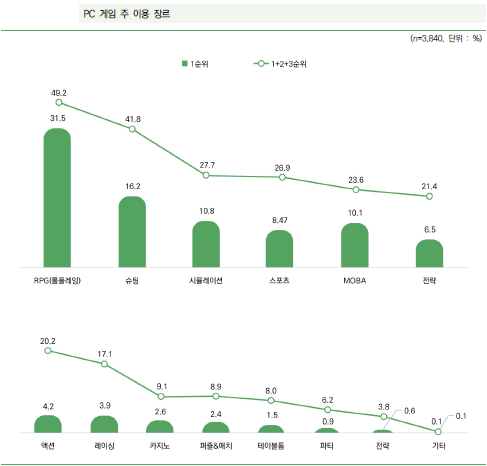 PC 게임 주 이용 장르
(n=3,840, 단위 : %)
1순위 1+2+3순위
49.2 41.8 27.7 26.9 23.6 21.4
31.5 16.2 10.8 8.47 10.1 6.5
RPG(롤플레잉) 슈팅 시뮬레이션 스포츠 MOBA 전략
20.2 17.1 9.1 8.9 8.0 6.2 3.8 0.1
4.2 3.9 2.6 2.4 1.5 0.9 0.6 0.1
액션 레이싱 카지노 퍼즐&매치 테이블톱 파티 전략 기타